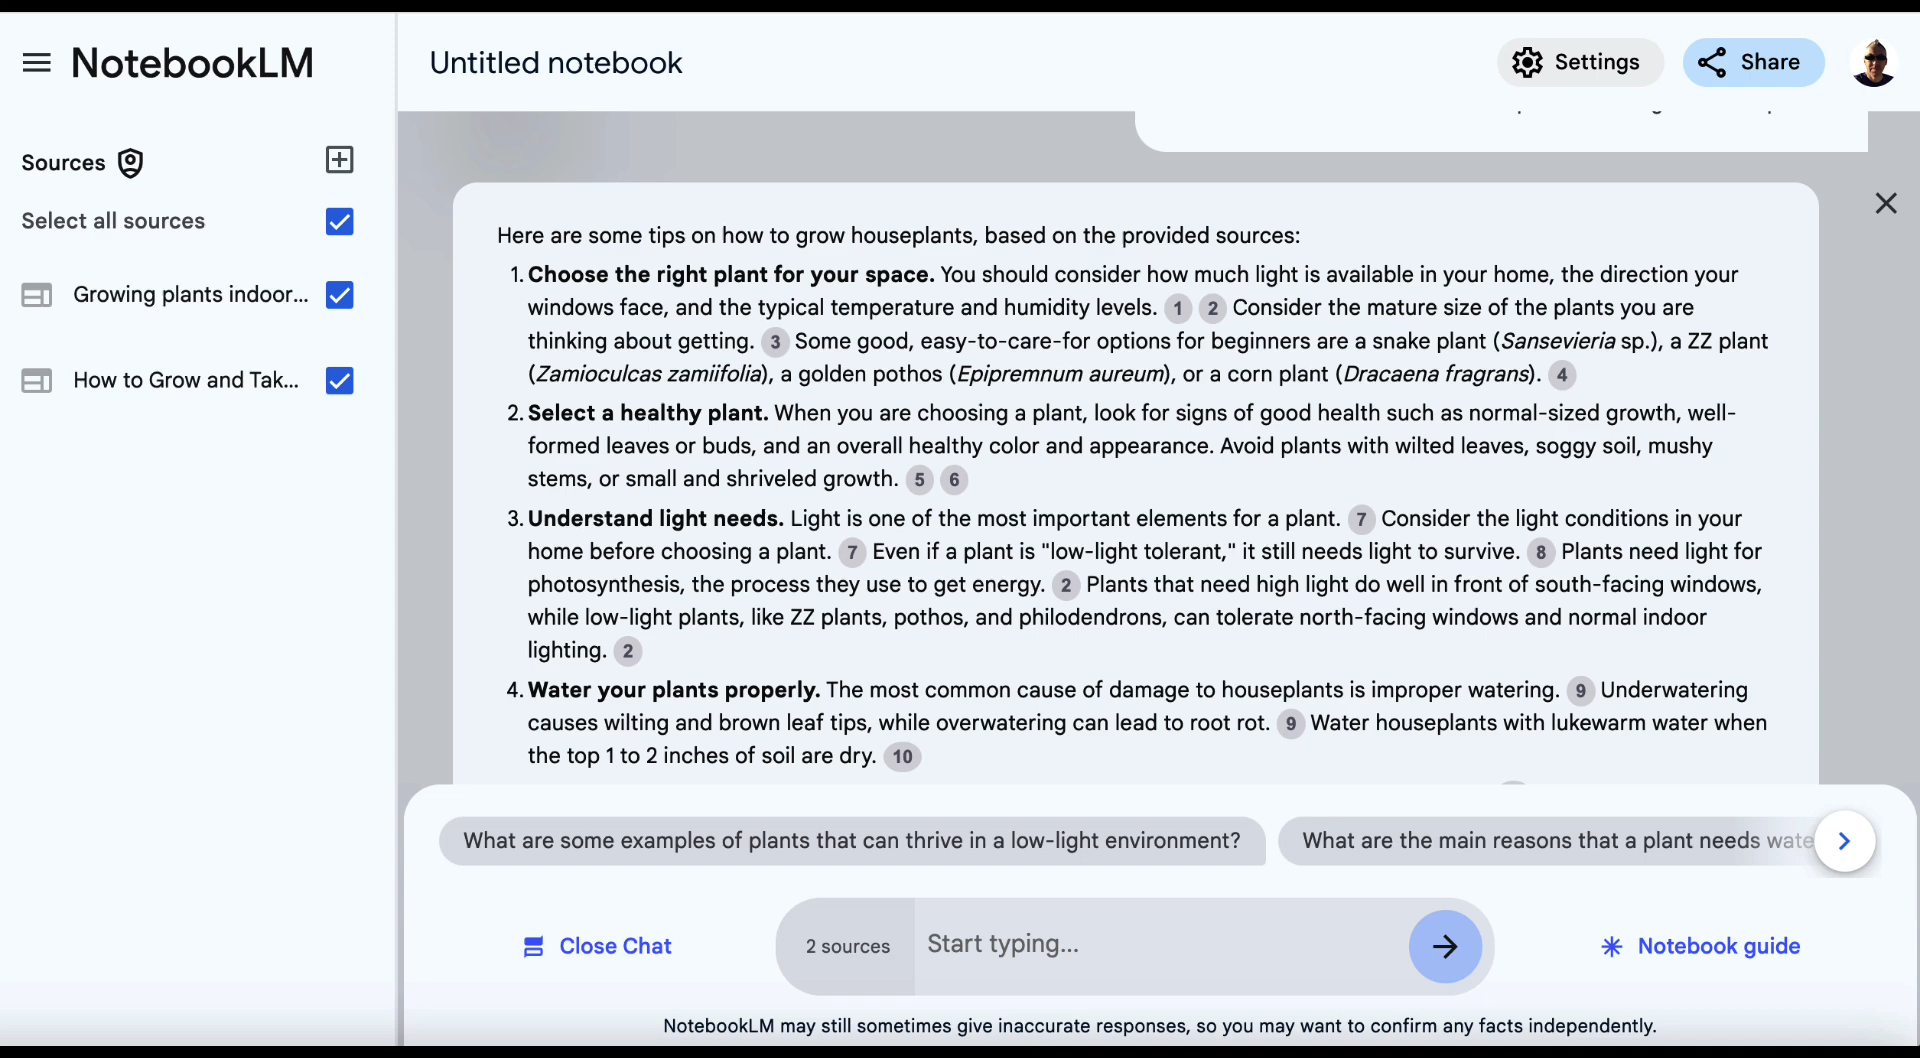 NotebookLM
Untitled notebook
Settings
Share
Sources
Select all sources
Growing plants indoor...
How to Grow and Tak...
Here are some tips on how to grow houseplants, based on the provided sources:
1. Choose the right plant for your space. You should consider how much light is available in your home, the direction your
windows face, and the typical temperature and humidity levels. 1 2 Consider the mature size of the plants you are
thinking about getting. 3 Some good, easy-to-care-for options for beginners are a snake plant (Sansevieria sp.), a ZZ plant
(Zamioculcas zamiifolia), a golden pothos (Epipremnum aureum), or a corn plant (Dracaena fragrans). 4
2. Select a healthy plant. When you are choosing a plant, look for signs of good health such as normal-sized growth, well-
formed leaves or buds, and an overall healthy color and appearance. Avoid plants with wilted leaves, soggy soil, mushy
stems, or small and shriveled growth. 5 6
3. Understand light needs. Light is one of the most important elements for a plant. 7 Consider the light conditions in your
home before choosing a plant. 7 Even if a plant is "low-light tolerant," it still needs light to survive. 8 Plants need light for
photosynthesis, the process they use to get energy. 2 Plants that need high light do well in front of south-facing windows,
while low-light plants, like ZZ plants, pothos, and philodendrons, can tolerate north-facing windows and normal indoor
lighting. 2
4. Water your plants properly. The most common cause of damage to houseplants is improper watering. 9 Underwatering
causes wilting and brown leaf tips, while overwatering can lead to root rot. 9 Water houseplants with lukewarm water when
the top 1 to 2 inches of soil are dry. 10
What are some examples of plants that can thrive in a low-light environment?
What are the main reasons that a plant needs wate
Close Chat
2 sources
Start typing...
Notebook guide
NotebookLM may still sometimes give inaccurate responses, so you may want to confirm any facts independently.